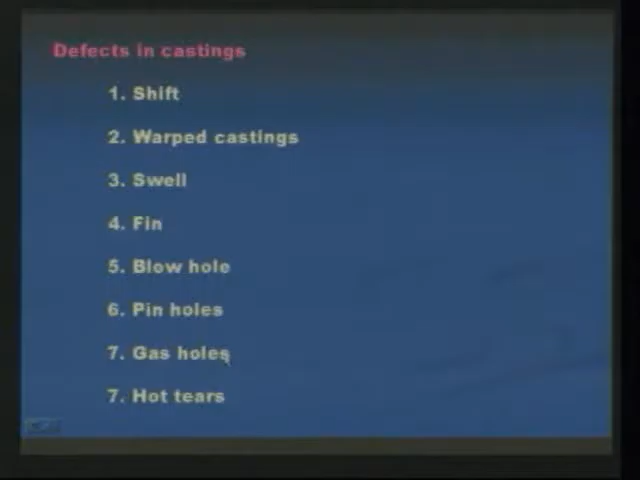 Defects in castings
1. Shift
2. Warped castings
3. Swell
4. Fin
5. Blow hole
6. Pin holes
7. Gas holes
7. Hot tears